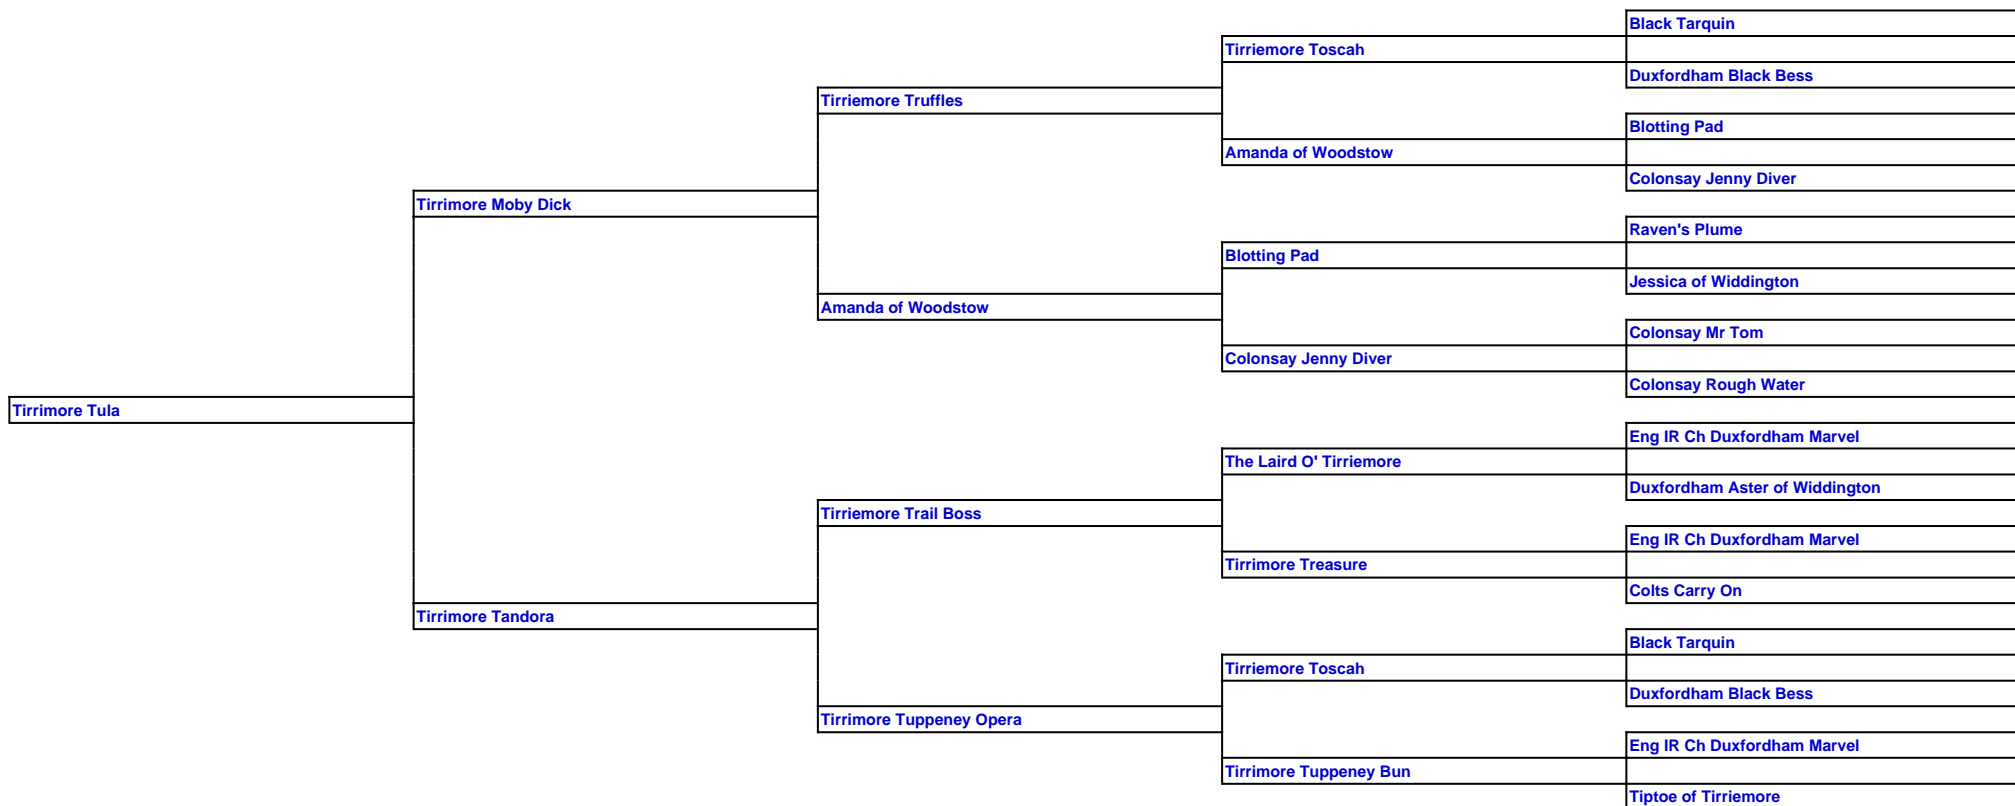 Black Tarquin
Tirriemore Toscah
Duxfordham Black Bess
Tirriemore Truffles
Blotting Pad
Amanda of Woodstow
Colonsay Jenny Diver
Tirrimore Moby Dick
Raven's Plume
Blotting Pad
Jessica of Widdington
Amanda of Woodstow
Colonsay Mr Tom
Colonsay Jenny Diver
Colonsay Rough Water
Tirrimore Tula
Eng IR Ch Duxfordham Marvel
The Laird O' Tirriemore
Duxfordham Aster of Widdington
Tirriemore Trail Boss
Eng IR Ch Duxfordham Marvel
Tirrimore Treasure
Colts Carry On
Tirrimore Tandora
Black Tarquin
Tirriemore Toscah
Duxfordham Black Bess
Tirrimore Tuppeney Opera
Eng IR Ch Duxfordham Marvel
Tirrimore Tuppeney Bun
Tiptoe of Tirriemore